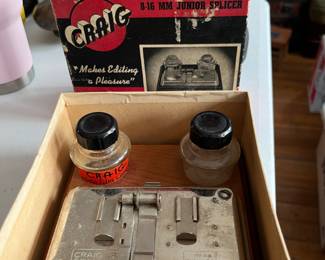 CRAIG
8-16 MM JUNIOR SPLICER
"Makes Editing
a Pleasure"
CRAIG
CRAIG